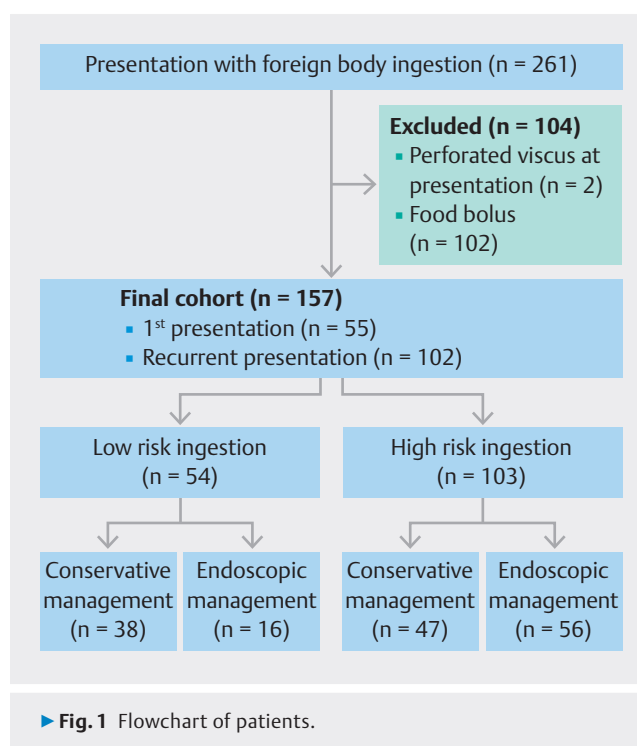 Presentation with foreign body ingestion (n = 261)
Excluded (n = 104)
▪ Perforated viscus at
presentation (n = 2)
▪ Food bolus
(n = 102)
Final cohort (n = 157)
▪ 1st presentation (n = 55)
▪ Recurrent presentation (n = 102)
Low risk ingestion
(n = 54)
High risk ingestion
(n = 103)
Conservative
management
(n = 38)
Endoscopic
management
(n = 16)
Conservative
management
(n = 47)
Endoscopic
management
(n = 56)
▶ Fig. 1 Flowchart of patients.